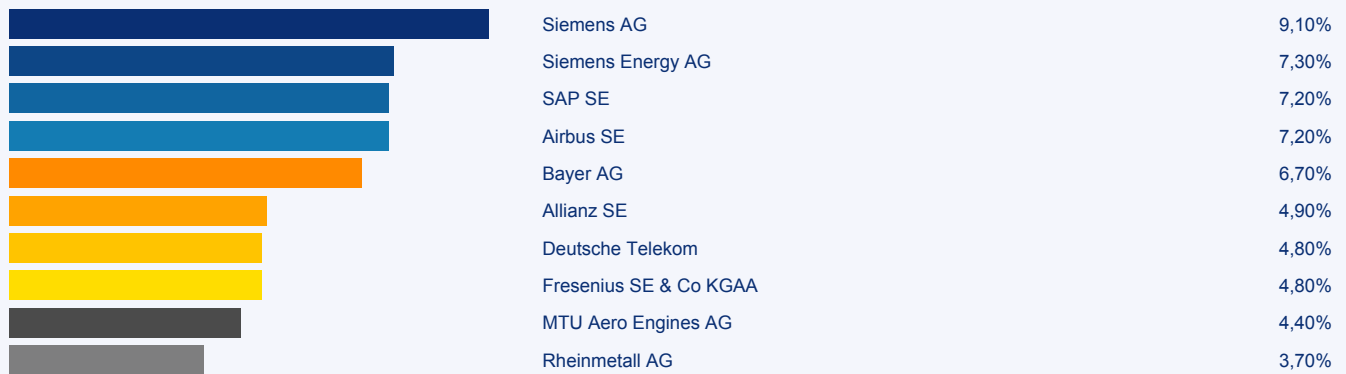 Siemens AG 9,10%
Siemens Energy AG 7,30%
SAP SE 7,20%
Airbus SE 7,20%
Bayer AG 6,70%
Allianz SE 4,90%
Deutsche Telekom 4,80%
Fresenius SE & Co KGAA 4,80%
MTU Aero Engines AG 4,40%
Rheinmetall AG 3,70%